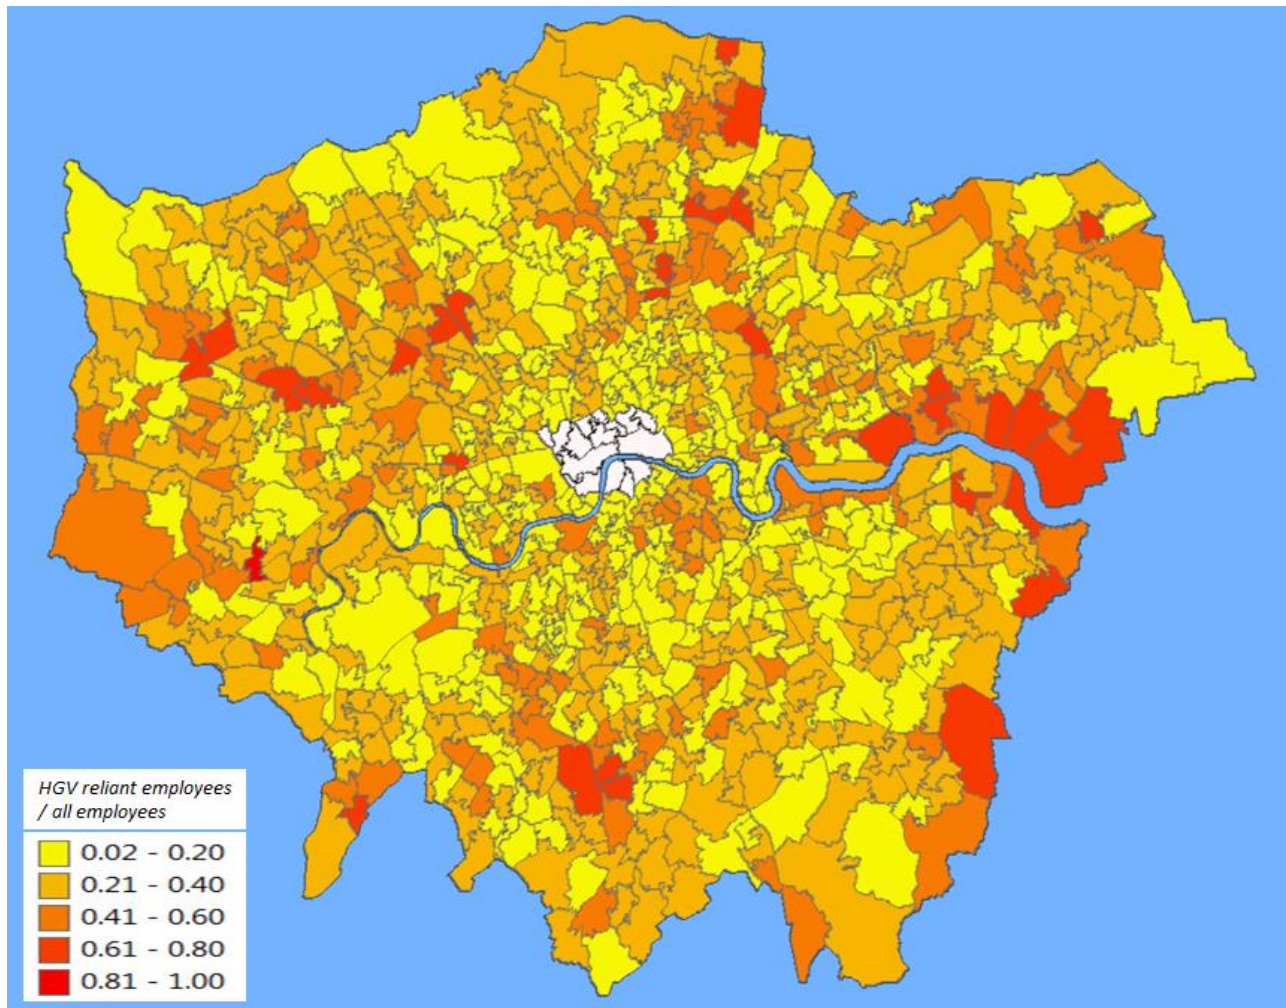 HGV reliant employees
/ all employees
0.02 - 0.20
0.21 - 0.40
0.41 - 0.60
0.61 - 0.80
0.81 - 1.00